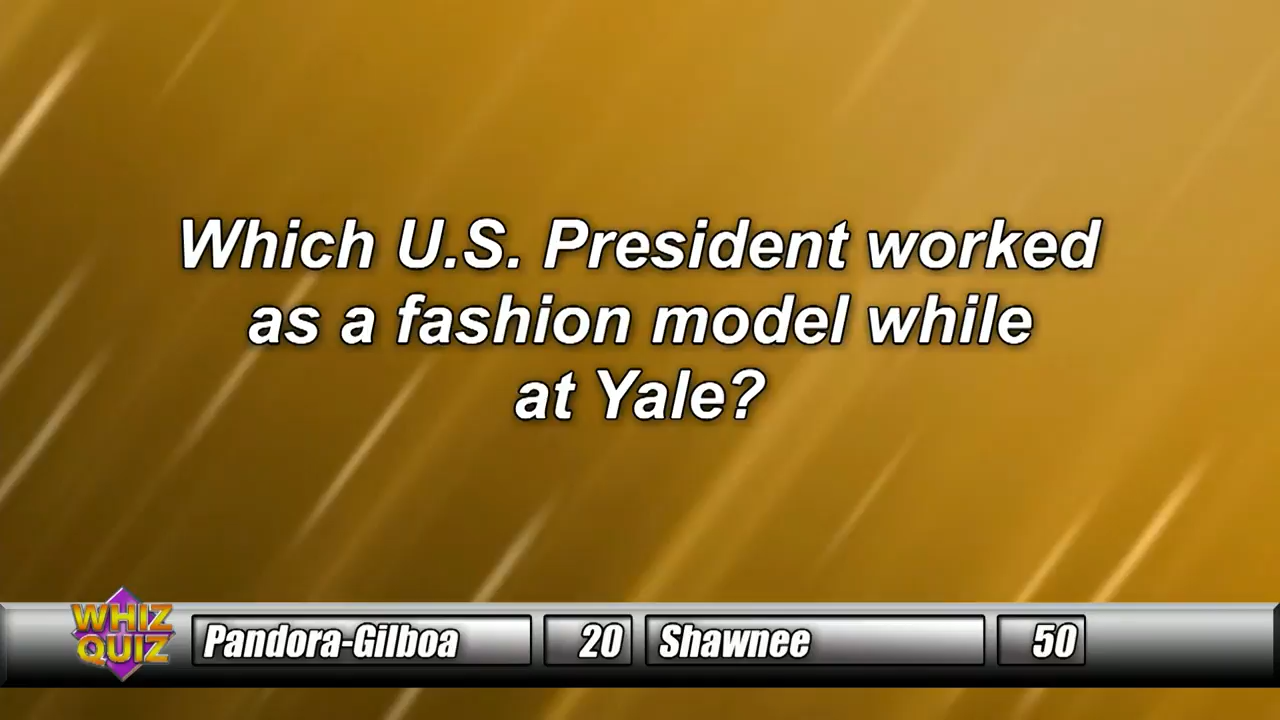 Which U.S. President worked
as a fashion model while
at Yale?
WHIZ
QUIZ
Pandora-Gilboa 20 Shawnee 50